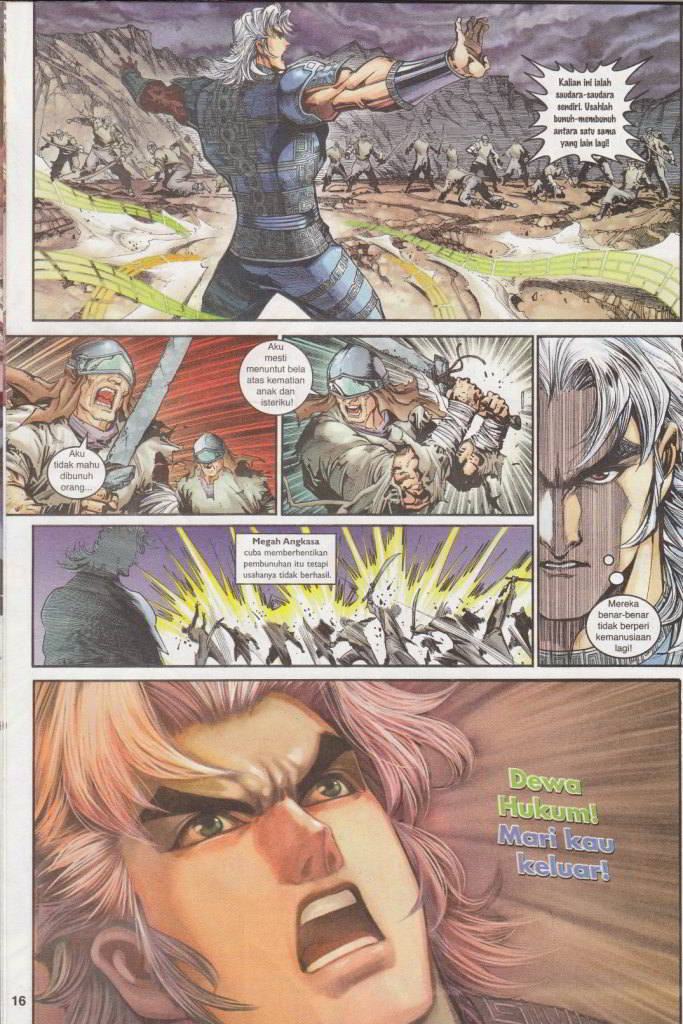 Kalian ini ialah
saudara-saudara
sendiri. Usahlah
bunuh-membunuh
antara satu sama
yang lain lagi!
Aku
tidak mahu
dibunuh
orang...
Aku
mesti
menuntut bela
atas kematian
anak dan
isteriku!
Mereka
benar-benar
tidak berperi
kemanusiaan
lagi!
Megah Angkasa
cuba memberhentikan
pembunuhan itu tetapi
usahanya tidak berhasil.
Dewa
Hukum!
Mari kau
keluar!
16